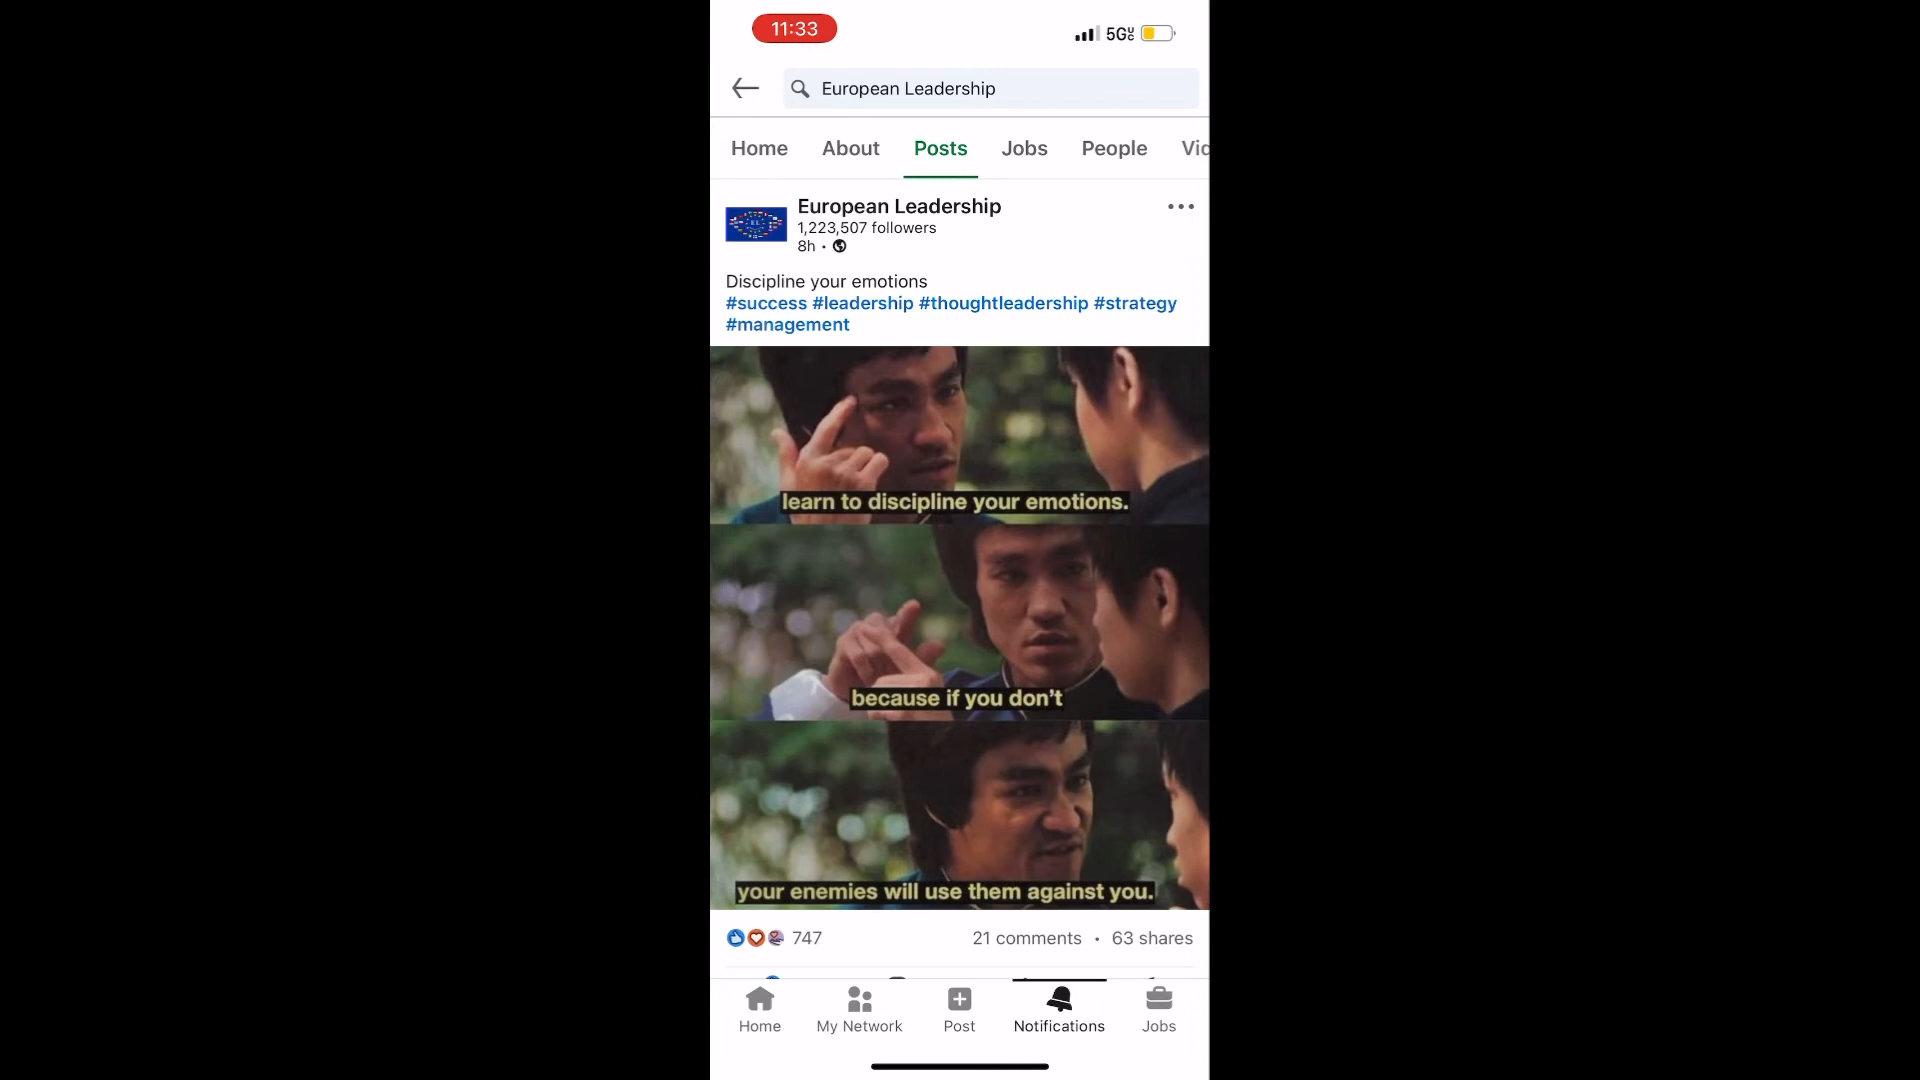 11:33
5G
European Leadership
Home About Posts Jobs People Vid
European Leadership
1,223,507 followers
8h •
Discipline your emotions
#success #leadership #thoughtleadership #strategy
#management
learn to discipline your emotions.
because if you don't
your enemies will use them against you.
747 21 comments • 63 shares
Home My Network Post Notifications Jobs